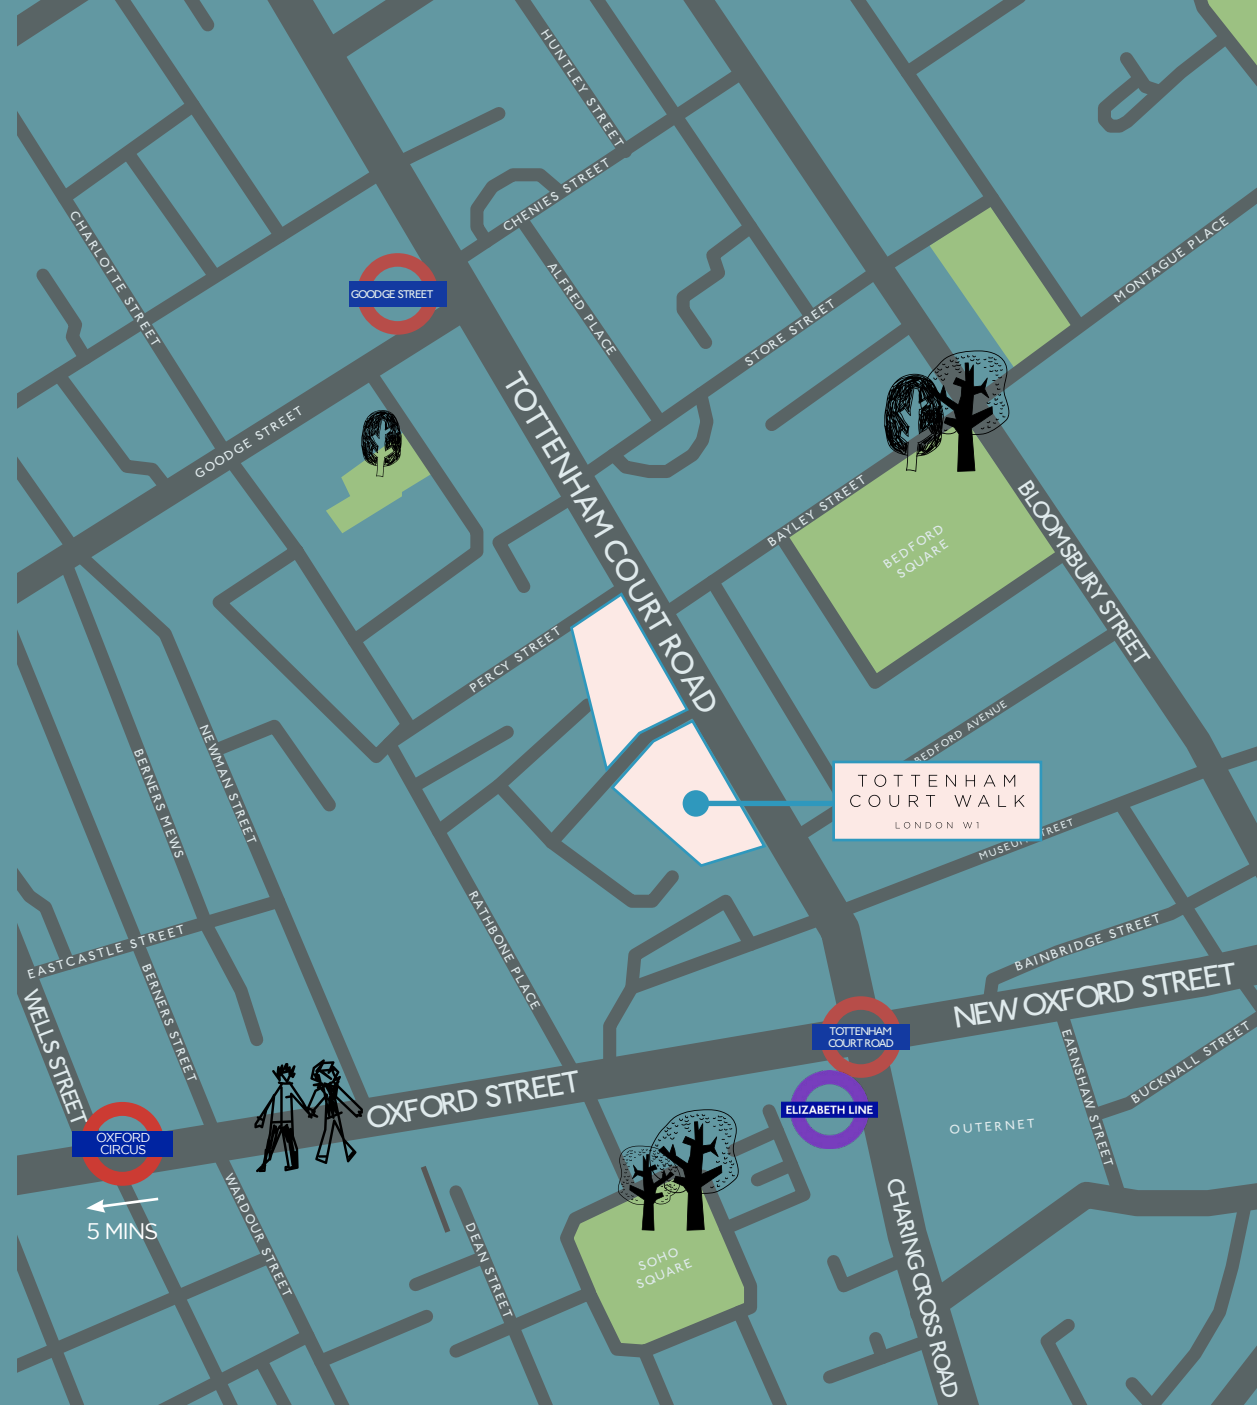 HUNTLEY STREET
CHENIES STREET
CHARLOTTE STREET
ALFRED PLACE
MONTAGUE PLACE
GOODGE STREET
STORE STREET
GOODGE STREET
TOTTENHAM COURT ROAD
BAYLEY STREET
BLOOMSBURY STREET
BEDFORD
SQUARE
PERCY STREET
BEDFORD AVENUE
NEWMAN STREET
BERNERS MEWS
TOTTENHAM
COURT WALK
LONDON W1
MUSEUM STREET
RATHBONE PLACE
EASTCASTLE STREET
BAINBRIDGE STREET
BERNERS STREET
WELLS STREET
NEW OXFORD STREET
TOTTENHAM
COURT ROAD
EARNSHAW STREET
BUCKNALL STREET
OXFORD STREET
ELIZABETH LINE
OUTERNET
OXFORD
CIRCUS
5 MINS
WARDOUR STREET
DEAN STREET
SOHO
SQUARE
CHARING CROSS ROAD